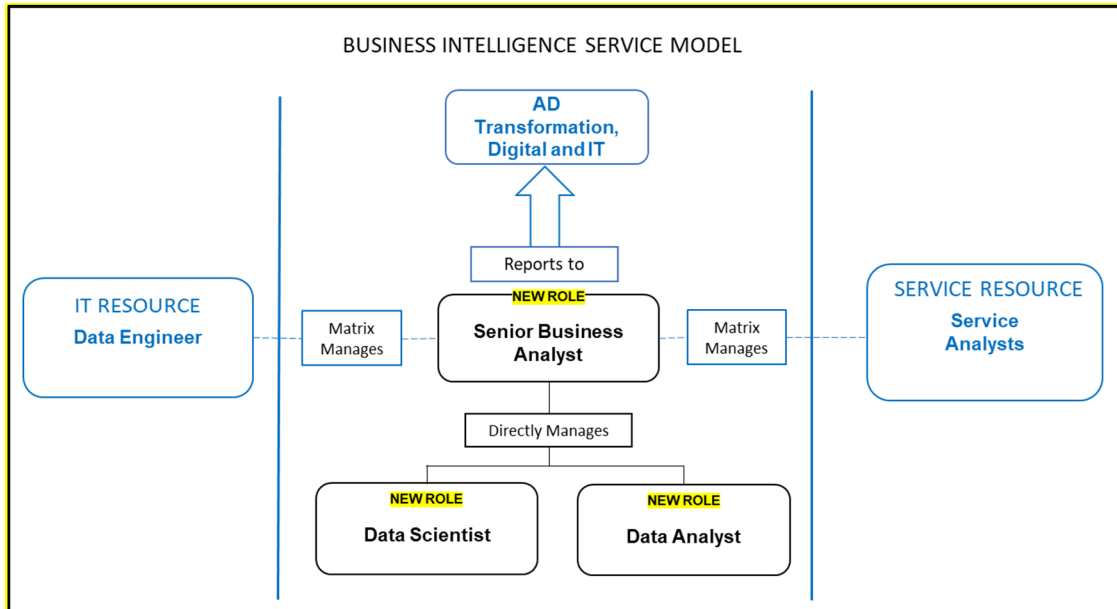 BUSINESS INTELLIGENCE SERVICE MODEL
AD
Transformation,
Digital and IT
Reports to
IT RESOURCE
Data Engineer
Matrix
Manages
NEW ROLE
Senior Business
Analyst
Matrix
Manages
SERVICE RESOURCE
Service
Analysts
Directly Manages
NEW ROLE
Data Scientist
NEW ROLE
Data Analyst